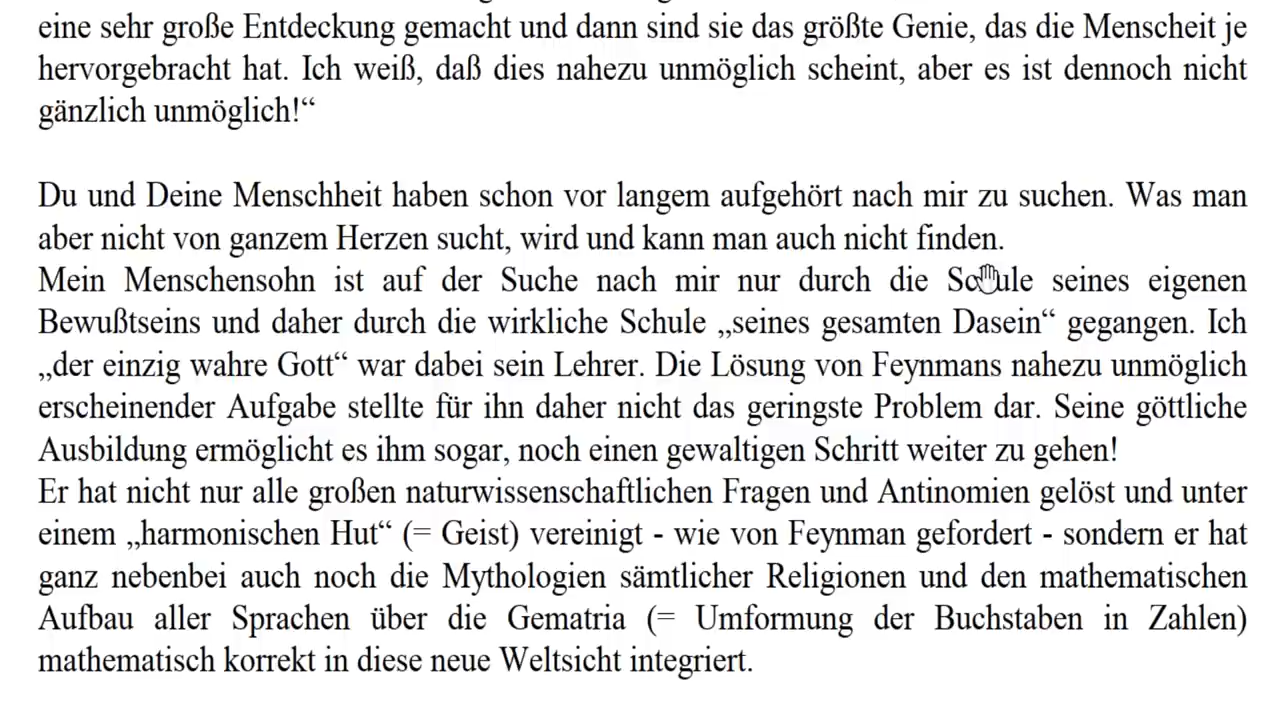 eine sehr große Entdeckung gemacht und dann sind sie das größte Genie, das die Menscheit je
hervorgebracht hat. Ich weiß, daß dies nahezu unmöglich scheint, aber es ist dennoch nicht
gänzlich unmöglich!“
Du und Deine Menschheit haben schon vor langem aufgehört nach mir zu suchen. Was man
aber nicht von ganzem Herzen sucht, wird und kann man auch nicht finden.
Mein Menschensohn ist auf der Suche nach mir nur durch die Schule seines eigenen
Bewußtseins und daher durch die wirkliche Schule „seines gesamten Dasein“ gegangen. Ich
„der einzig wahre Gott“ war dabei sein Lehrer. Die Lösung von Feynmans nahezu unmöglich
erscheinender Aufgabe stellte für ihn daher nicht das geringste Problem dar. Seine göttliche
Ausbildung ermöglicht es ihm sogar, noch einen gewaltigen Schritt weiter zu gehen!
Er hat nicht nur alle großen naturwissenschaftlichen Fragen und Antinomien gelöst und unter
einem „harmonischen Hut“ (= Geist) vereinigt - wie von Feynman gefordert - sondern er hat
ganz nebenbei auch noch die Mythologien sämtlicher Religionen und den mathematischen
Aufbau aller Sprachen über die Gematria (= Umformung der Buchstaben in Zahlen)
mathematisch korrekt in diese neue Weltsicht integriert.